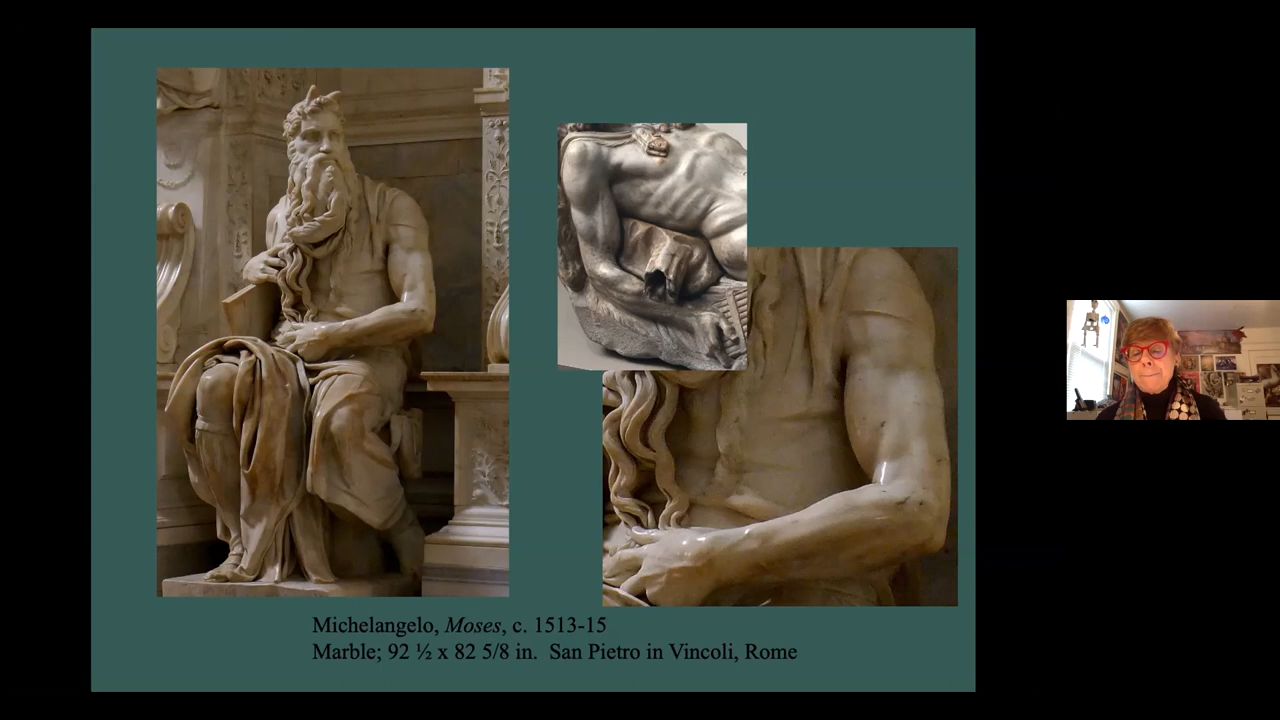 Michelangelo, Moses, c. 1513-15
Marble; 92 ½ x 82 5/8 in.  San Pietro in Vincoli, Rome